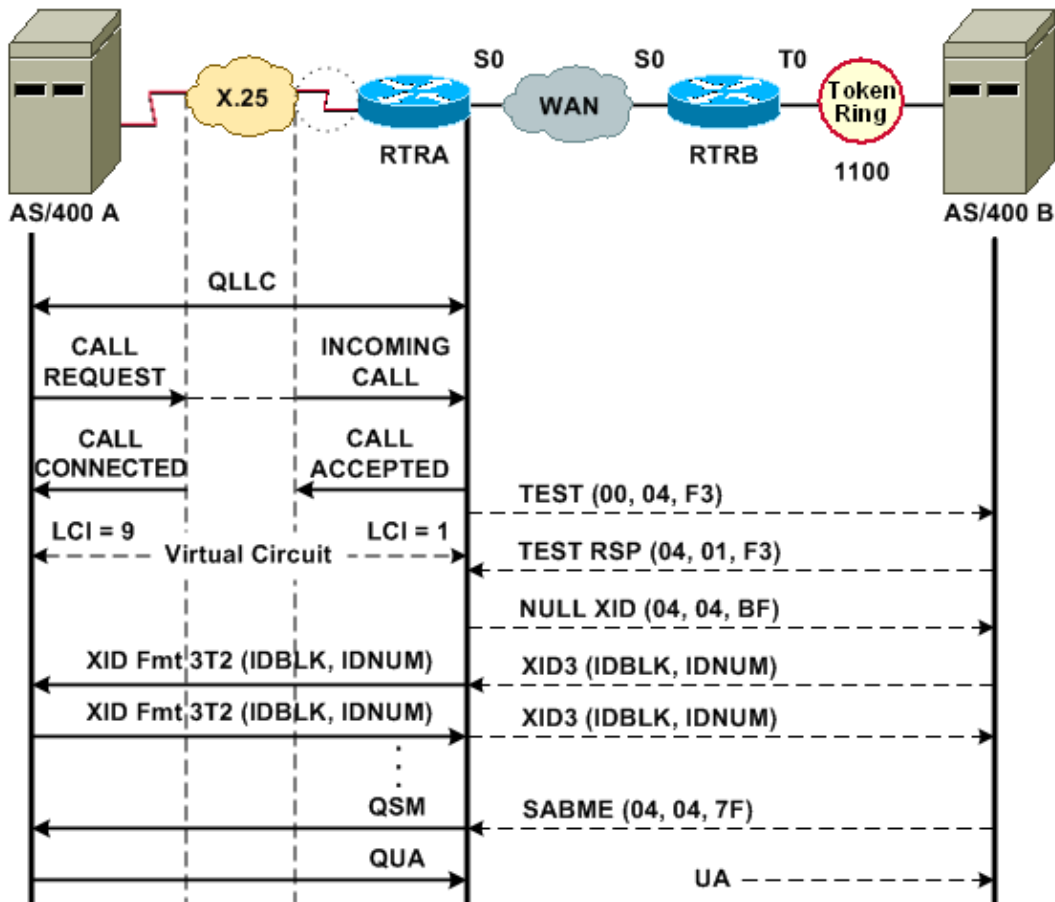 S0
S0
T0
X.25
WAN
Token
Ring
RTRA
RTRB
1100
AS/400 A
AS/400 B
QLLC
CALL
REQUEST
INCOMING
CALL
CALL
CONNECTED
CALL
ACCEPTED
TEST (00, 04, F3)
LCI = 9
LCI = 1
Virtual Circuit
TEST RSP (04, 01, F3)
NULL XID (04, 04, BF)
XID Fmt 3T2 (IDBLK, IDNUM)
XID3 (IDBLK, IDNUM)
XID Fmt 3T2 (IDBLK, IDNUM)
XID3 (IDBLK, IDNUM)
QSM
SABME (04, 04, 7F)
QUA
UA